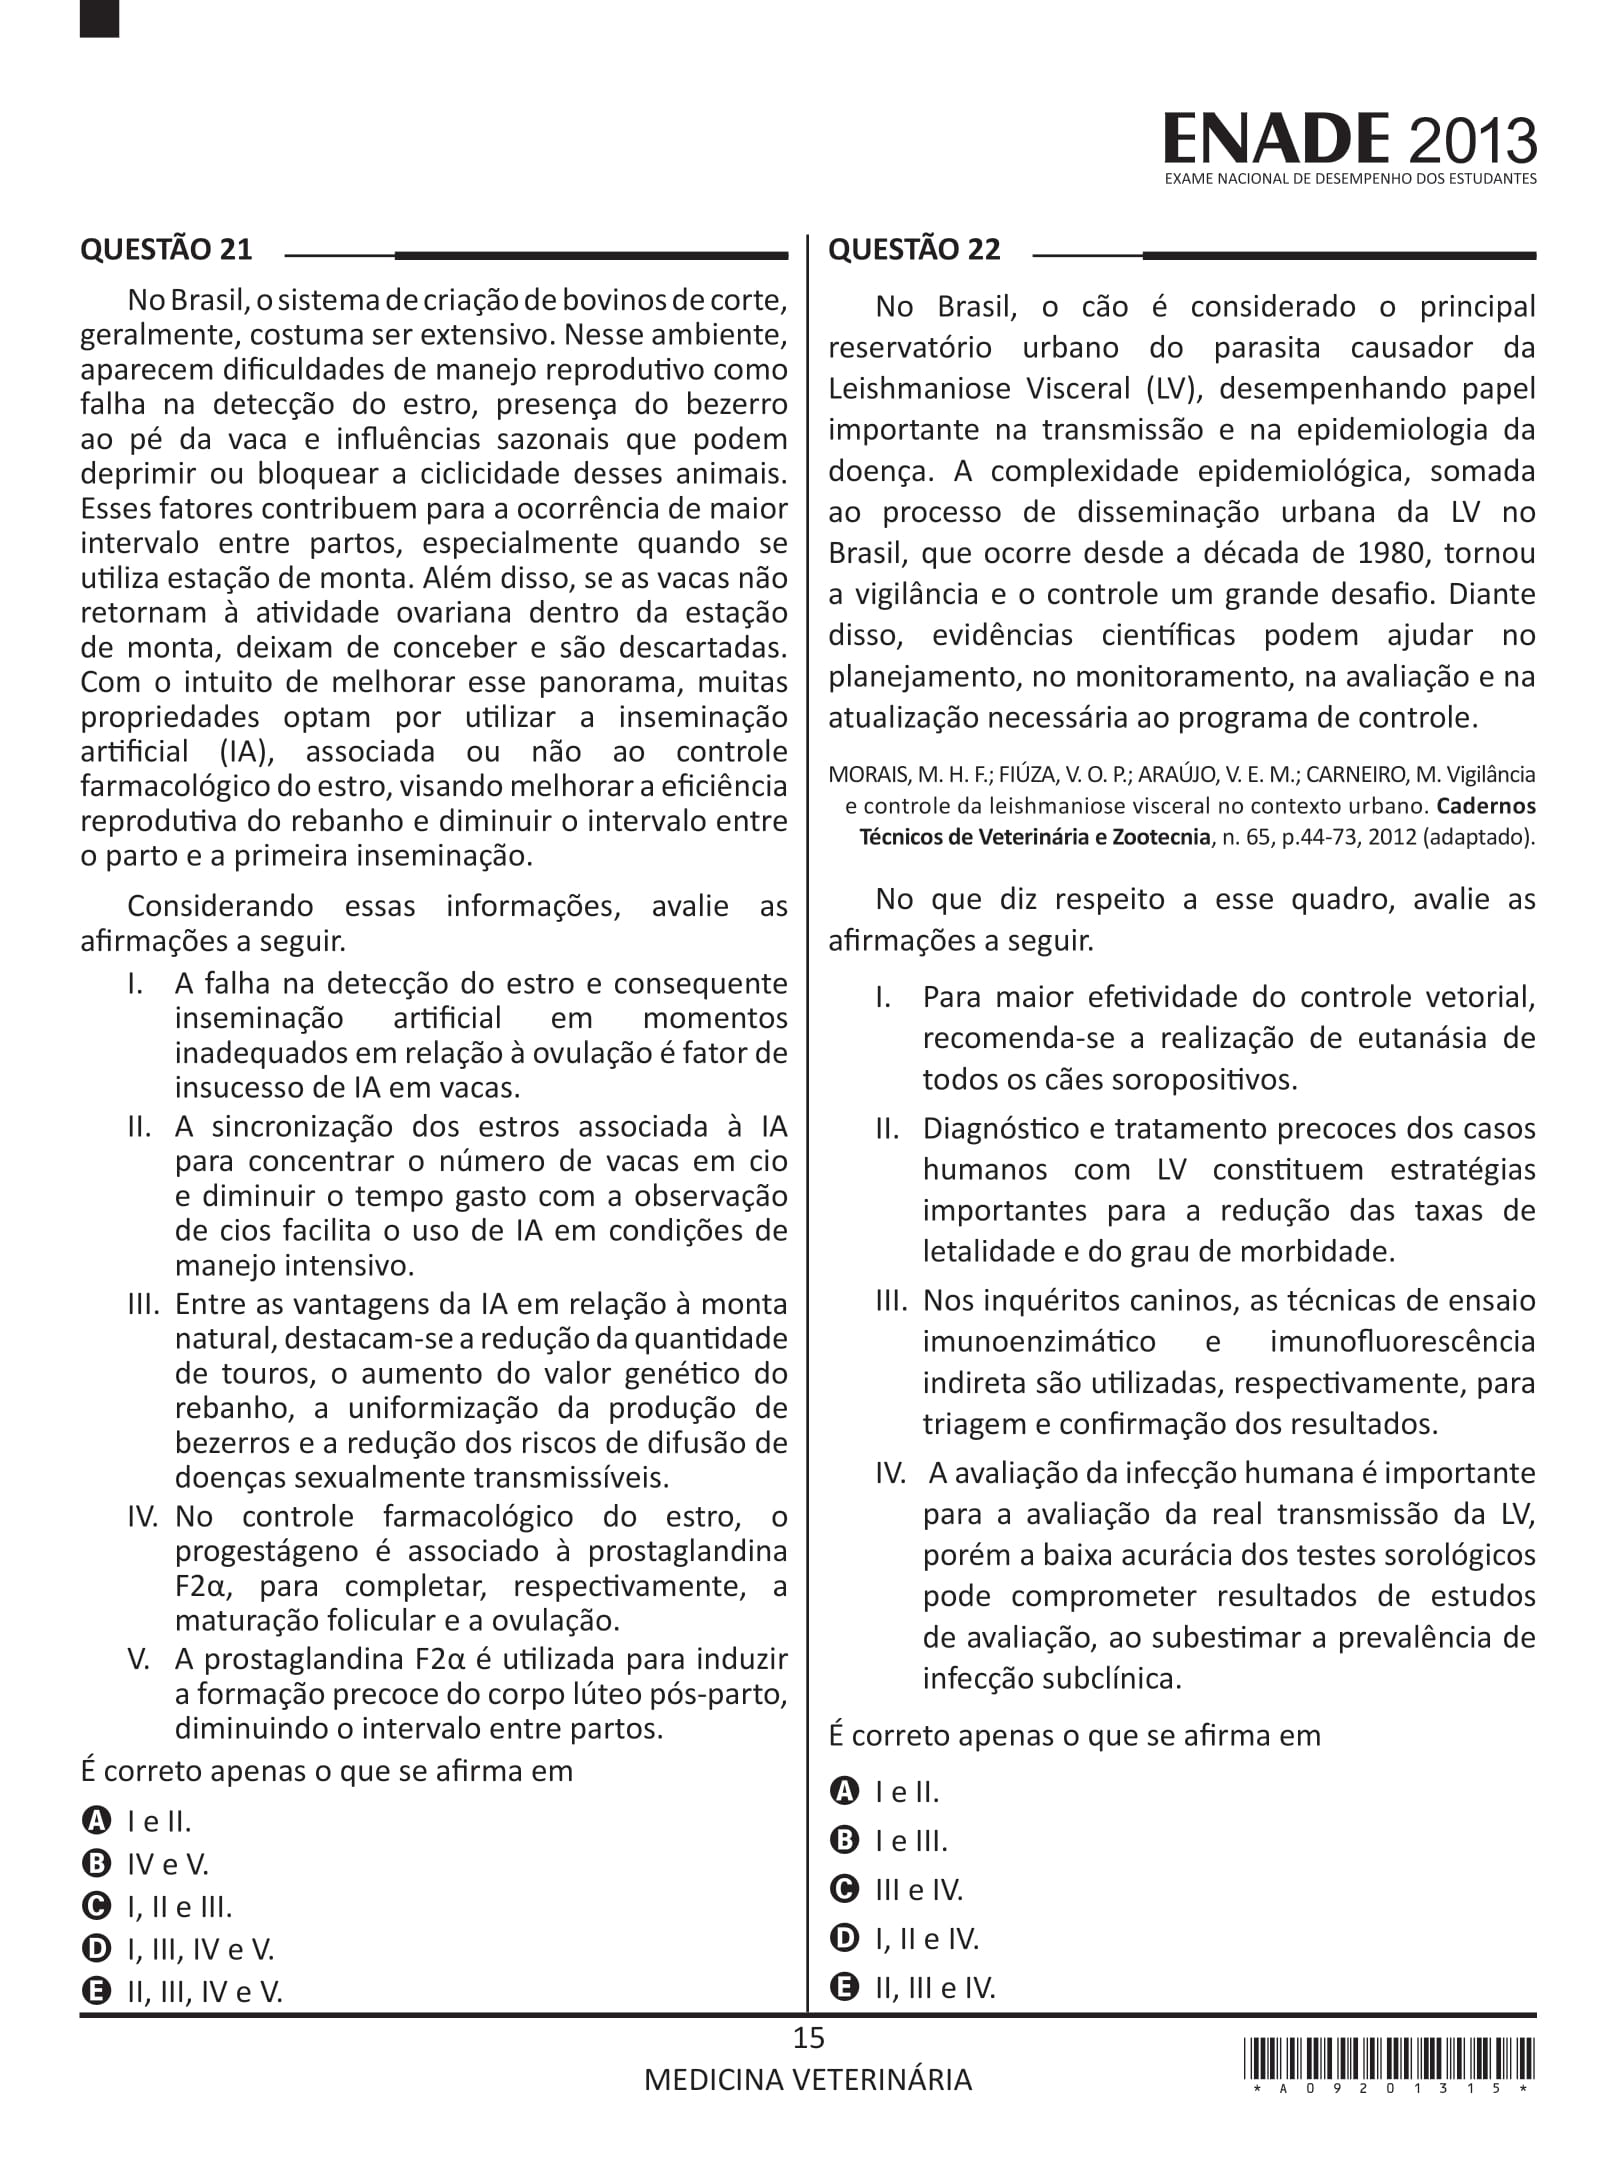 ENADE 2013
EXAME NACIONAL DE DESEMPENHO DOS ESTUDANTES
QUESTÃO 21
No Brasil, o sistema de criação de bovinos de corte,
geralmente, costuma ser extensivo. Nesse ambiente,
aparecem dificuldades de manejo reprodutivo como
falha na detecção do estro, presença do bezerro
ao pé da vaca e influências sazonais que podem
deprimir ou bloquear a ciclicidade desses animais.
Esses fatores contribuem para a ocorrência de maior
intervalo entre partos, especialmente quando se
utiliza estação de monta. Além disso, se as vacas não
retornam à atividade ovariana dentro da estação
de monta, deixam de conceber e são descartadas.
Com o intuito de melhorar esse panorama, muitas
propriedades optam por utilizar a inseminação
artificial (IA), associada ou não ao controle
farmacológico do estro, visando melhorar a eficiência
reprodutiva do rebanho e diminuir o intervalo entre
o parto e a primeira inseminação.
Considerando essas informações, avalie as
afirmações a seguir.
I. A falha na detecção do estro e consequente
inseminação artificial em momentos
inadequados em relação à ovulação é fator de
insucesso de IA em vacas.
II. A sincronização dos estros associada à IA
para concentrar o número de vacas em cio
e diminuir o tempo gasto com a observação
de cios facilita o uso de IA em condições de
manejo intensivo.
III. Entre as vantagens da IA em relação à monta
natural, destacam-se a redução da quantidade
de touros, o aumento do valor genético do
rebanho, a uniformização da produção de
bezerros e a redução dos riscos de difusão de
doenças sexualmente transmissíveis.
IV. No controle farmacológico do estro, o
progestágeno é associado à prostaglandina
F2α, para completar, respectivamente, a
maturação folicular e a ovulação.
V. A prostaglandina F2α é utilizada para induzir
a formação precoce do corpo lúteo pós-parto,
diminuindo o intervalo entre partos.
É correto apenas o que se afirma em
A I e II.
B IV e V.
C I, II e III.
D I, III, IV e V.
E II, III, IV e V.
QUESTÃO 22
No Brasil, o cão é considerado o principal
reservatório urbano do parasita causador da
Leishmaniose Visceral (LV), desempenhando papel
importante na transmissão e na epidemiologia da
doença. A complexidade epidemiológica, somada
ao processo de disseminação urbana da LV no
Brasil, que ocorre desde a década de 1980, tornou
a vigilância e o controle um grande desafio. Diante
disso, evidências científicas podem ajudar no
planejamento, no monitoramento, na avaliação e na
atualização necessária ao programa de controle.
MORAIS, M. H. F.; FIÚZA, V. O. P.; ARAÚJO, V. E. M.; CARNEIRO, M. Vigilância
e controle da leishmaniose visceral no contexto urbano. Cadernos
Técnicos de Veterinária e Zootecnia, n. 65, p.44-73, 2012 (adaptado).
No que diz respeito a esse quadro, avalie as
afirmações a seguir.
I. Para maior efetividade do controle vetorial,
recomenda-se a realização de eutanásia de
todos os cães soropositivos.
II. Diagnóstico e tratamento precoces dos casos
humanos com LV constituem estratégias
importantes para a redução das taxas de
letalidade e do grau de morbidade.
III. Nos inquéritos caninos, as técnicas de ensaio
imunoenzimático e imunofluorescência
indireta são utilizadas, respectivamente, para
triagem e confirmação dos resultados.
IV. A avaliação da infecção humana é importante
para a avaliação da real transmissão da LV,
porém a baixa acurácia dos testes sorológicos
pode comprometer resultados de estudos
de avaliação, ao subestimar a prevalência de
infecção subclínica.
É correto apenas o que se afirma em
A I e II.
B I e III.
C III e IV.
D I, II e IV.
E II, III e IV.
15
MEDICINA VETERINÁRIA
*A09201315*